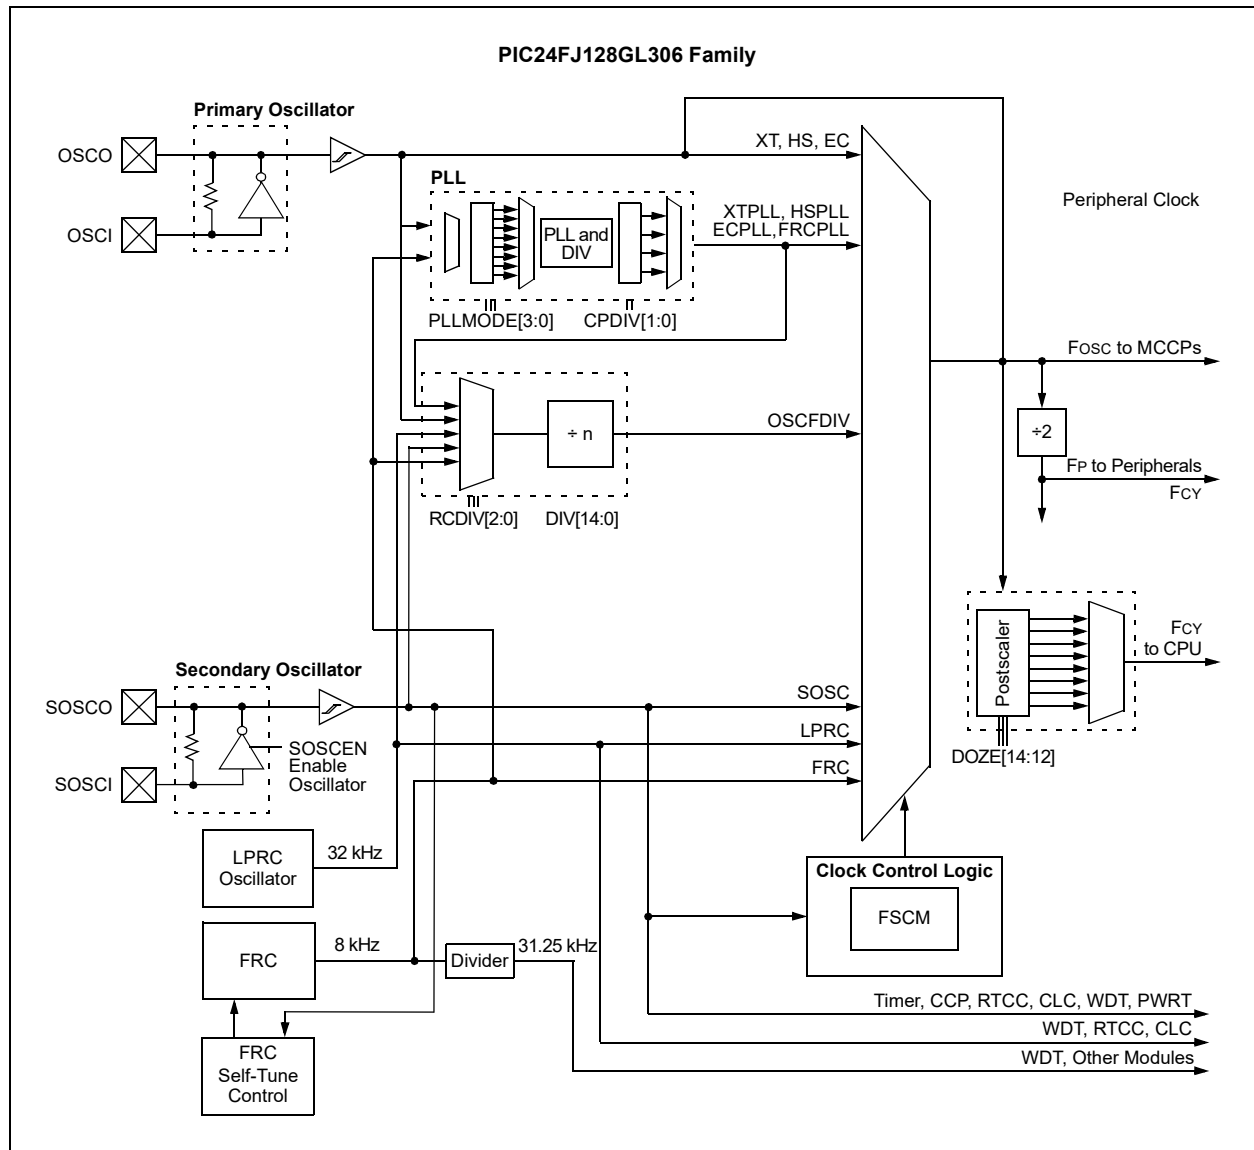 PIC24FJ128GL306 Family
Primary Oscillator
OSCO
OSCI
XT, HS, EC
PLL
XTPLL, HSPLL
ECPLL,FRCPLL
PLL and
DIV
PLLMODE[3:0]
CPDIV[1:0]
Peripheral Clock
FOSC to MCCPs
÷2
FP to Peripherals
FCY
÷ n
OSCFDIV
RCDIV[2:0]
DIV[14:0]
Postscaler
FCY
to CPU
DOZE[14:12]
Secondary Oscillator
SOSCO
SOSCI
SOSCEN
Enable
Oscillator
SOSC
LPRC
FRC
LPRC
Oscillator
32 kHz
Clock Control Logic
FSCM
FRC
8 kHz
Divider
31.25 kHz
FRC
Self-Tune
Control
Timer, CCP, RTCC, CLC, WDT, PWRT
WDT, RTCC, CLC
WDT, Other Modules